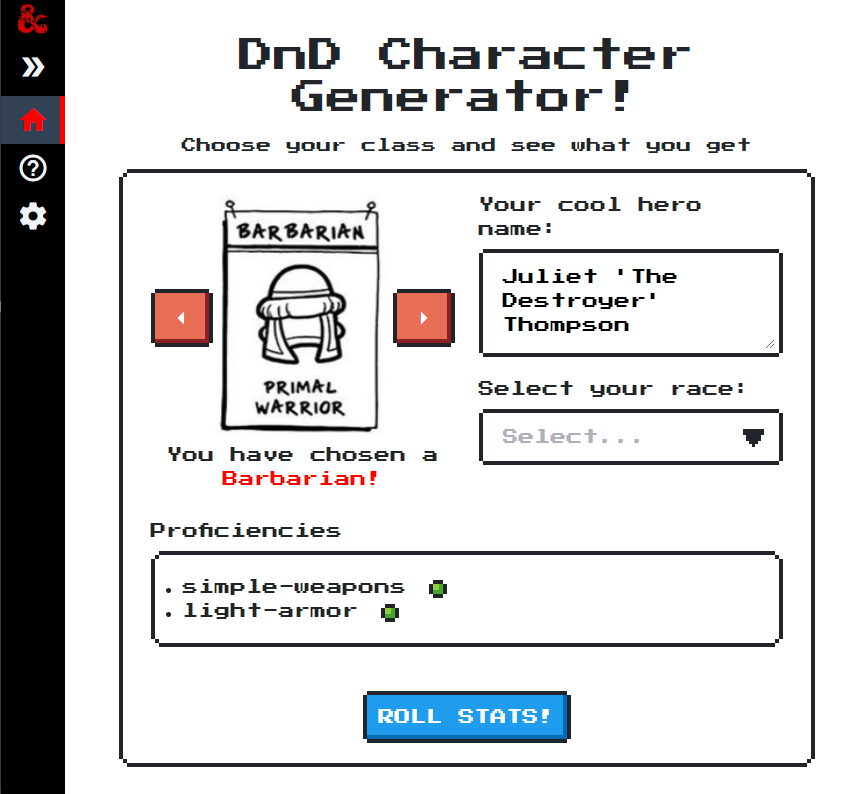 DnD Character
Generator!
Choose your class and see what you get
BARBARIAN
PRIMAL
WARRIOR
You have chosen a
Barbarian!
Your cool hero
name:
Juliet 'The
Destroyer'
Thompson
Select your race:
Select...
Proficiencies
simple-weapons
light-armor
ROLL STATS!